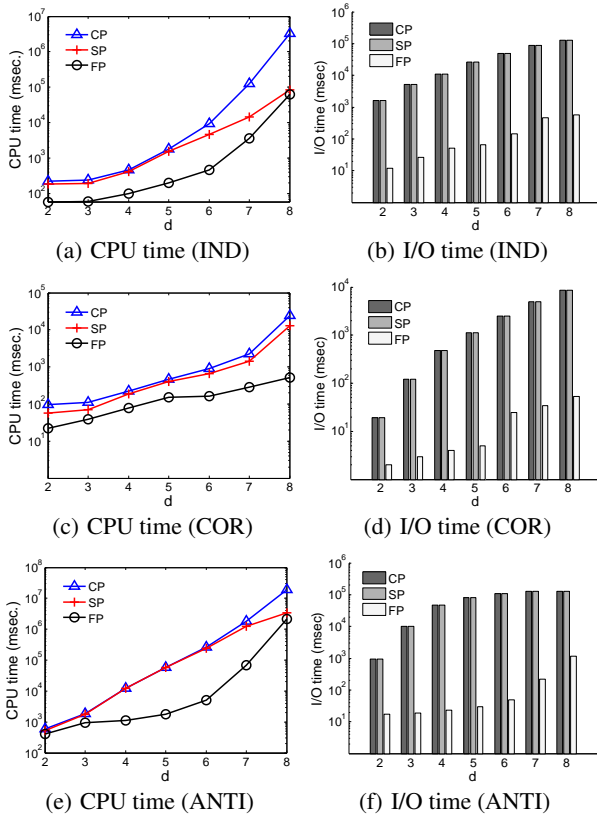 10^7
10^6
10^5
10^4
10^3
10^2
CPU time (msec.)
CP
SP
FP
2 3 4 5 6 7 8
d
(a) CPU time (IND)
10^6
10^5
10^4
10^3
10^2
10^1
I/O time (msec)
CP
SP
FP
2 3 4 5 6 7 8
d
(b) I/O time (IND)
10^5
10^4
10^3
10^2
10^1
CPU time (msec.)
CP
SP
FP
2 3 4 5 6 7 8
d
(c) CPU time (COR)
10^4
10^3
10^2
10^1
I/O time (msec)
CP
SP
FP
2 3 4 5 6 7 8
d
(d) I/O time (COR)
10^8
10^7
10^6
10^5
10^4
10^3
10^2
CPU time (msec.)
CP
SP
FP
2 3 4 5 6 7 8
d
(e) CPU time (ANTI)
10^6
10^5
10^4
10^3
10^2
10^1
10^0
I/O time (msec)
CP
SP
FP
2 3 4 5 6 7 8
d
(f) I/O time (ANTI)